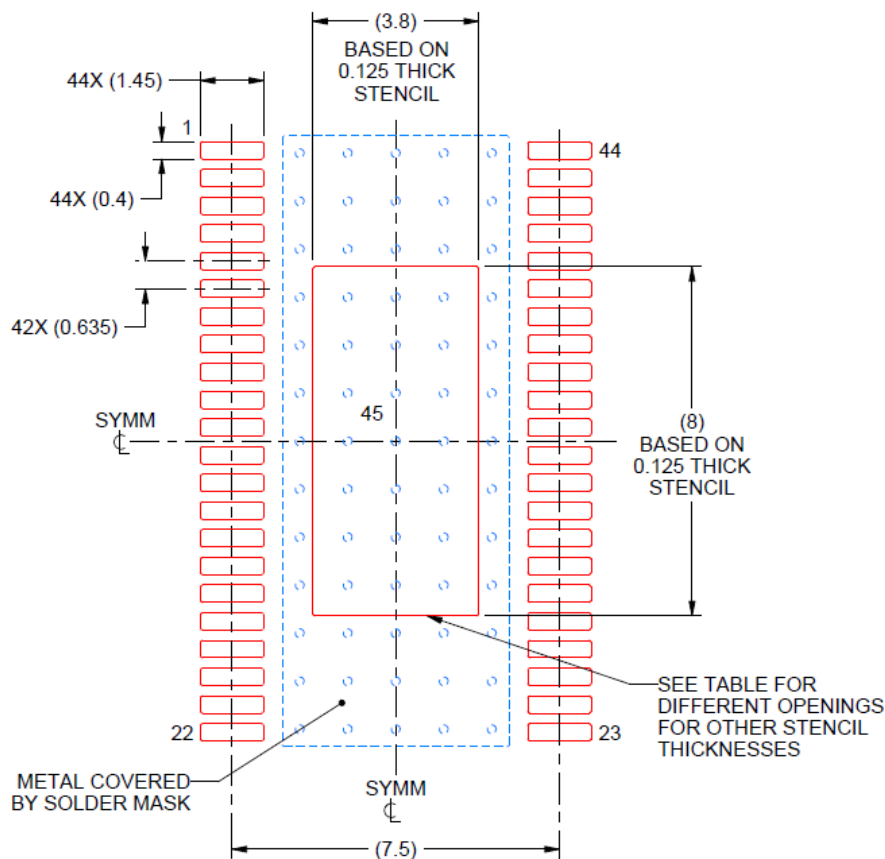 (3.8)
BASED ON
0.125 THICK
STENCIL
44X (1.45)
1
44
44X (0.4)
42X (0.635)
45
SYMM
℄
(8)
BASED ON
0.125 THICK
STENCIL
SEE TABLE FOR
DIFFERENT OPENINGS
FOR OTHER STENCIL
THICKNESSES
22
23
METAL COVERED
BY SOLDER MASK
SYMM
℄
(7.5)